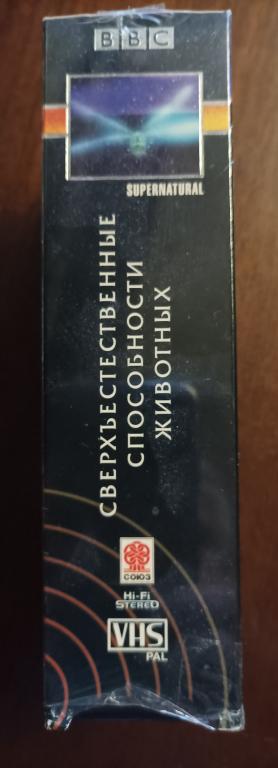 BBC
SUPERNATURAL
СВЕРХЪЕСТЕСТВЕННЫЕ
СПОСОБНОСТИ
ЖИВОТНЫХ
СОЮЗ
Hi-Fi
STEREO
VHS
PAL